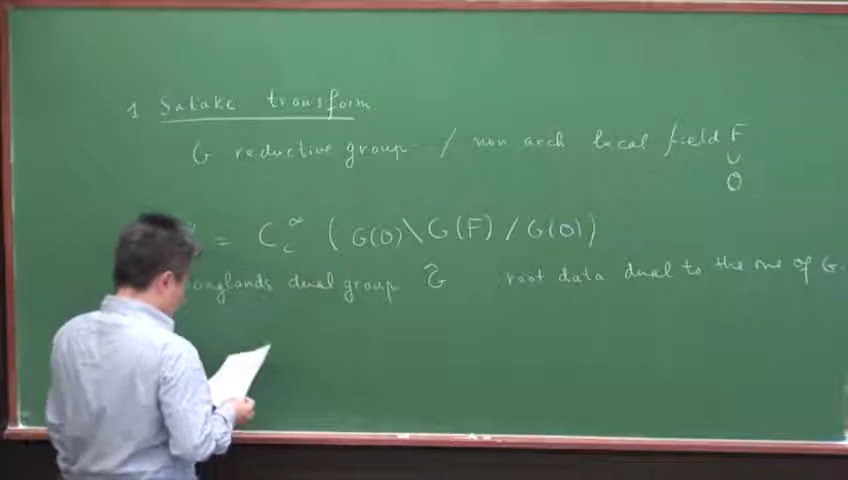 1 Satake transform
G reductive group / non arch local field F
∪
O
= C_c^∞ ( G(O)\G(F) / G(O) )
anglands dual group Ĝ root data dual to the one of G.